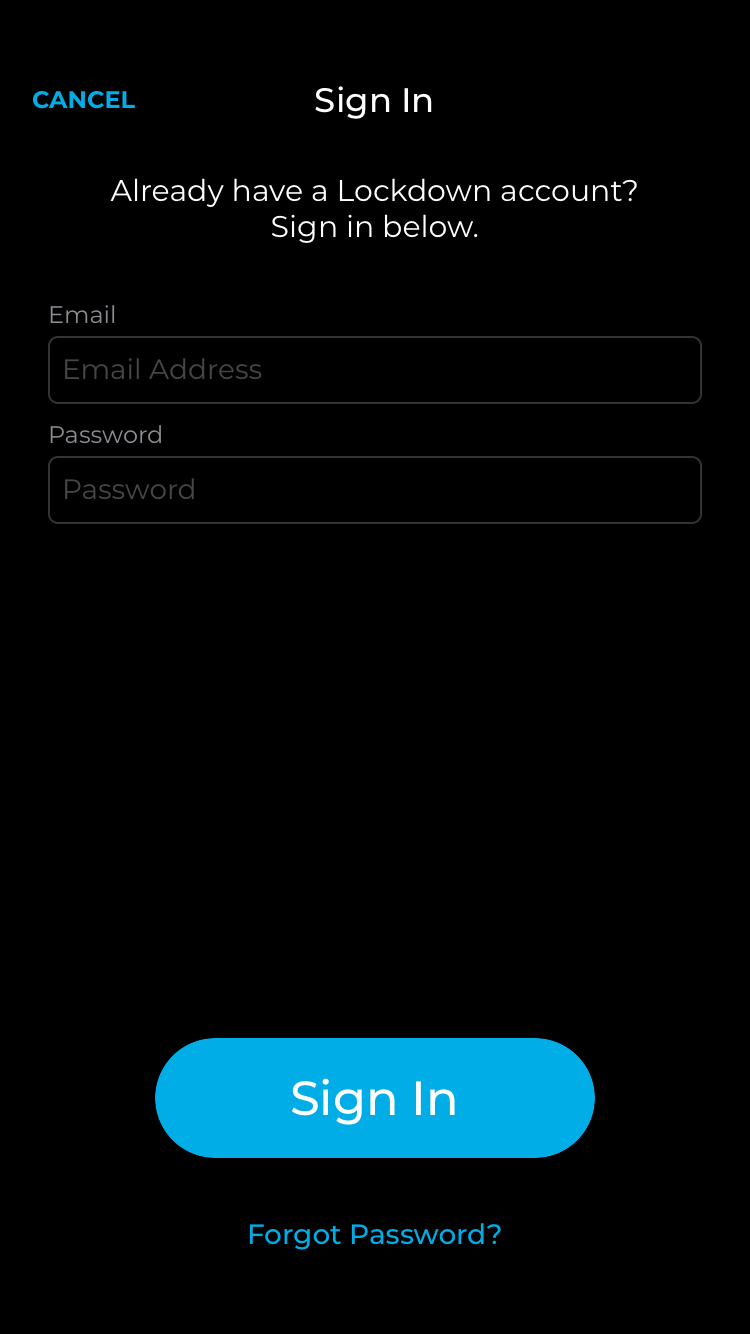 CANCEL
Sign In
Already have a Lockdown account?
Sign in below.
Email
Email Address
Password
Password
Sign In
Forgot Password?